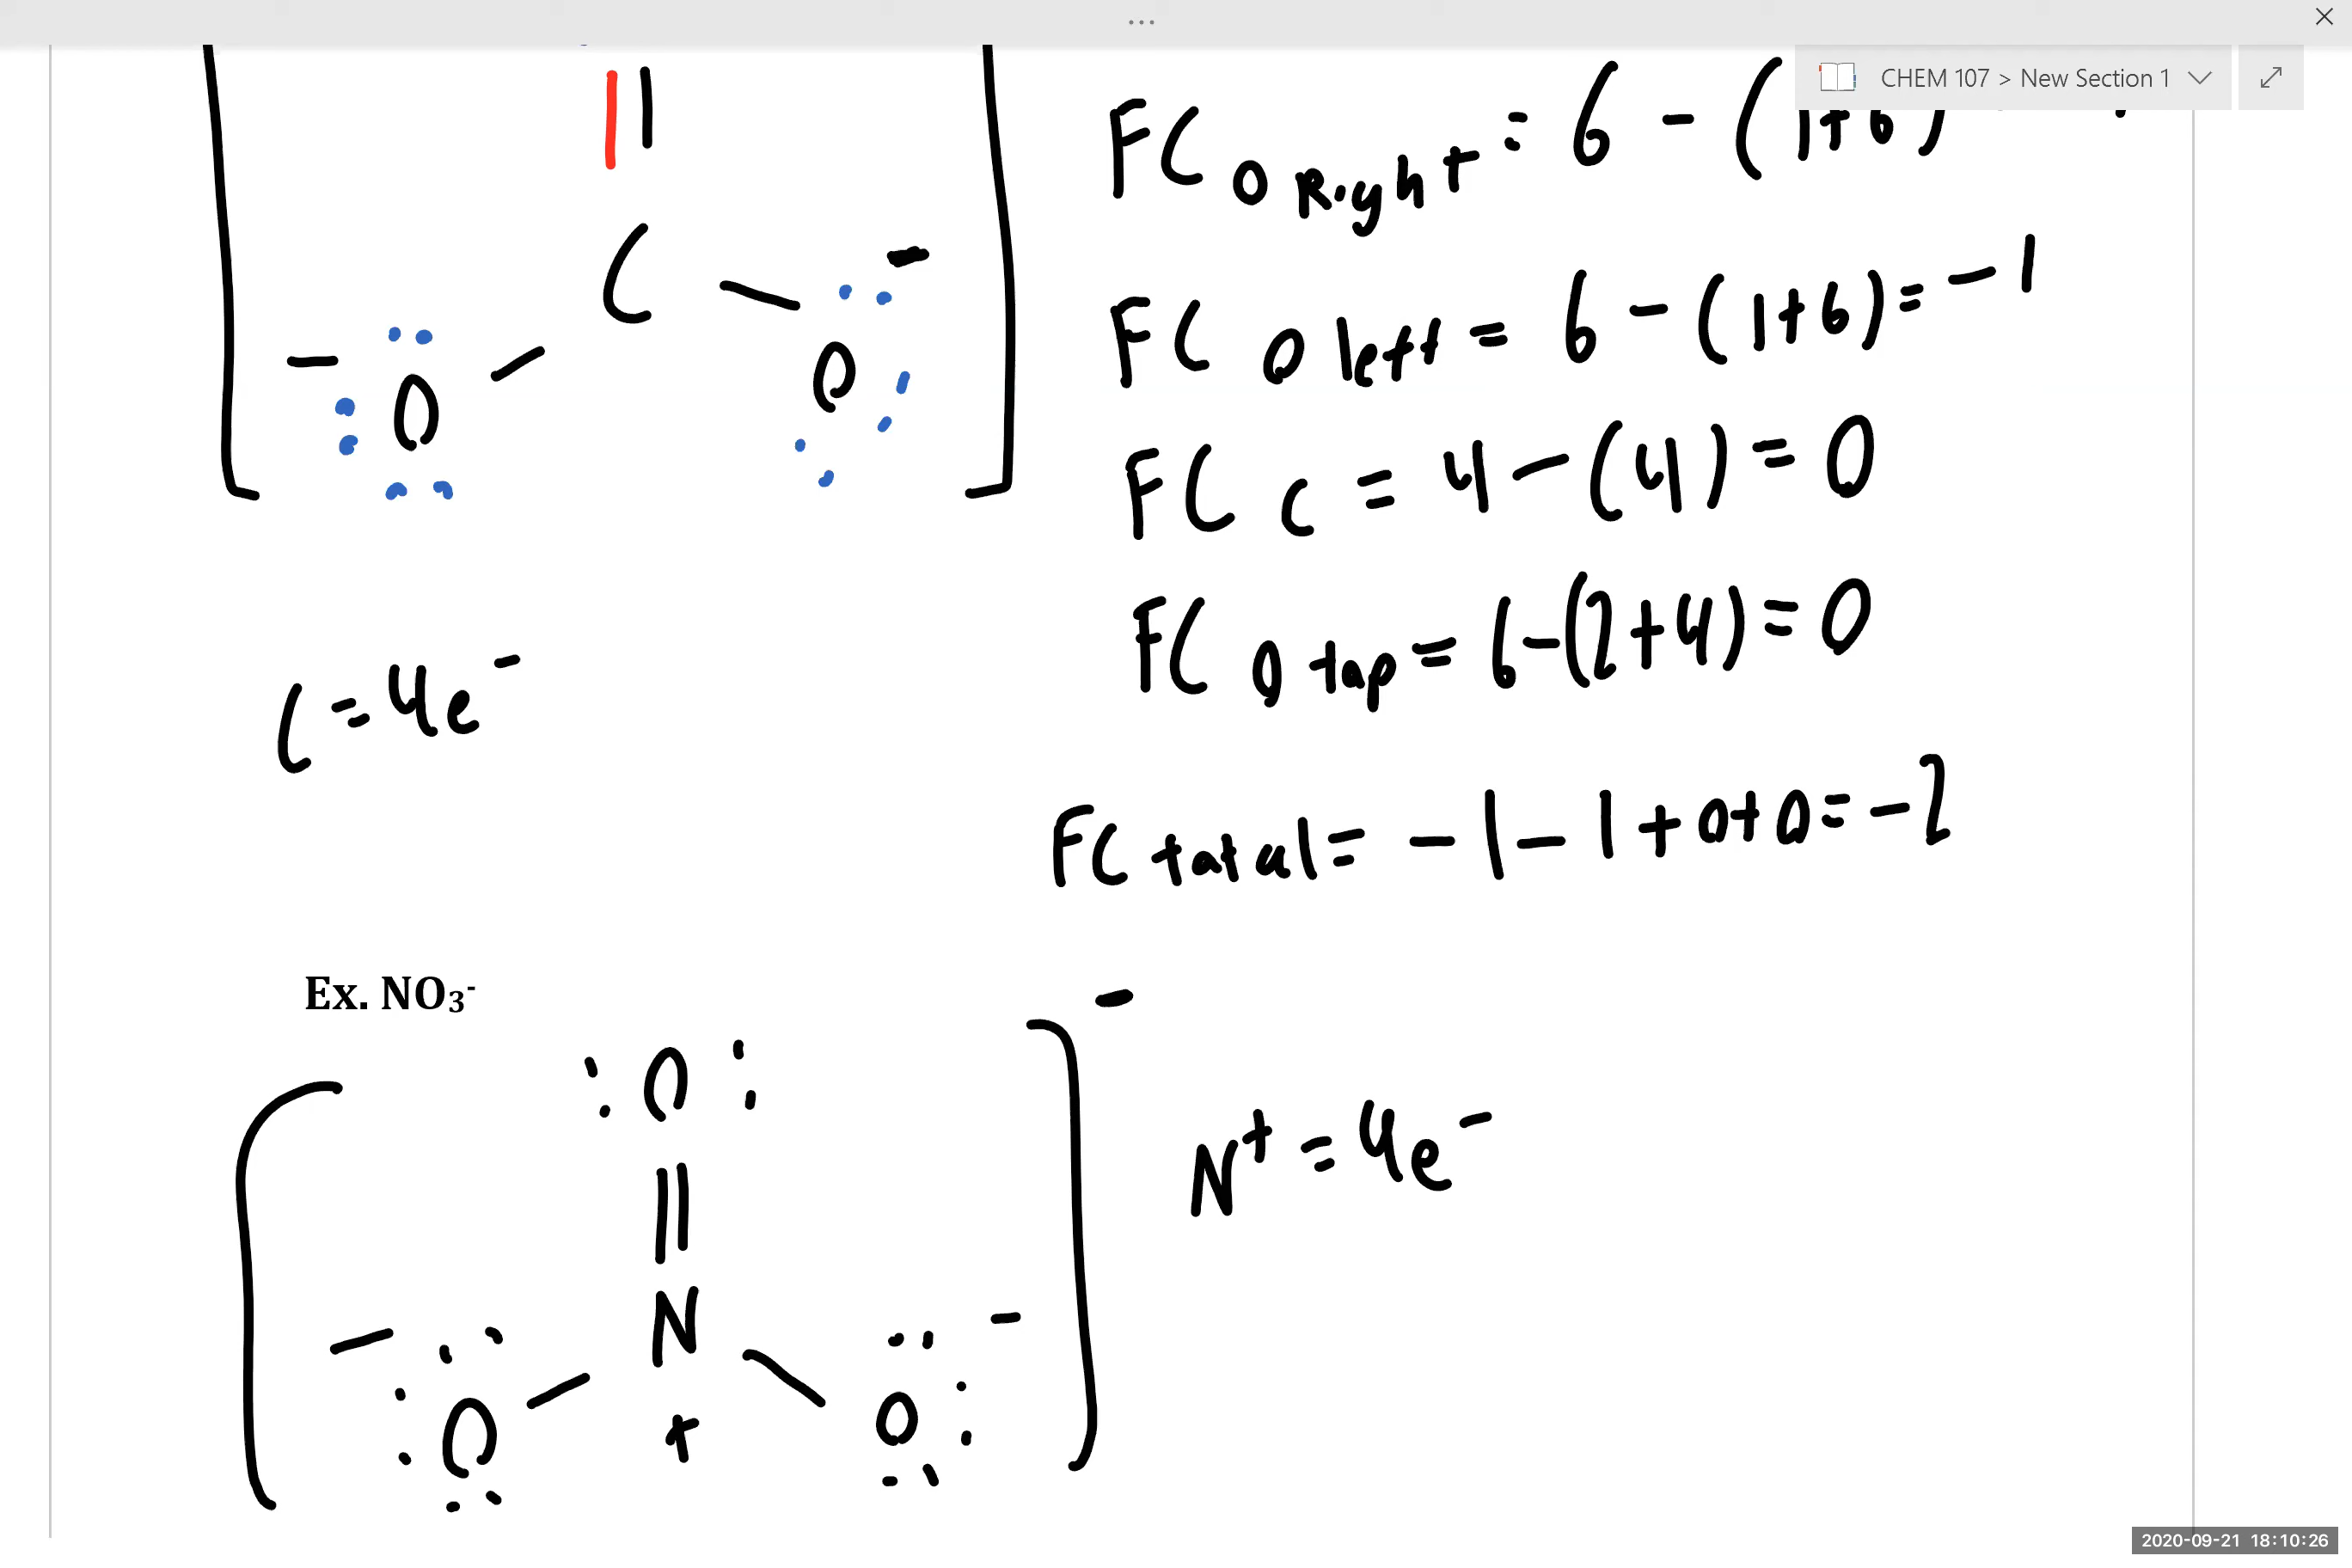 ...
CHEM 107 > New Section 1
FC O Right = 6 - (1+6)
C -
FC O left = 6 - (1+6) = -1
- O O
FC C = 4 - (4) = 0
FC O top = 6-(2+4) = 0
C = 4e-
FC total = -1-1+0+0 = -2
Ex. NO₃⁻
-
O
N+ = 4e-
N
- -
O + O
2020-09-21 18:10:26